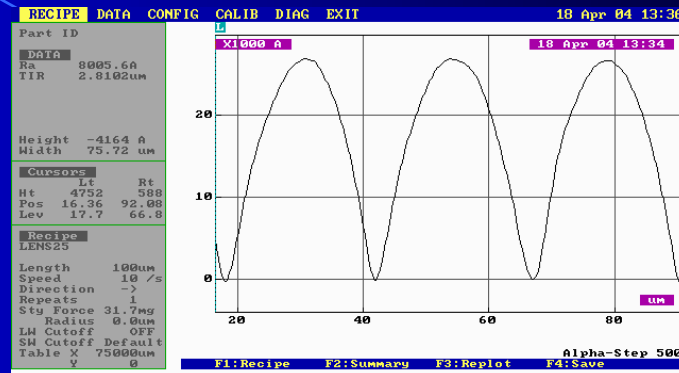 RECIPE DATA CONFIG CALIB DIAG EXIT 18 Apr 04 13:36
Part ID
DATA
Ra 8005.6A
TIR 2.8102um
Height -4164 A
Width 75.72 um
Cursors
Lt Rt
Ht 4752 588
Pos 16.36 92.08
Lev 17.7 66.8
Recipe
LENS25
Length 100um
Speed 10 /s
Direction ->
Repeats 1
Sty Force 31.7mg
Radius 0.0um
LW Cutoff OFF
SW Cutoff Default
Table X 75000um
Y 0
L
X1000 A 18 Apr 04 13:34
20
10
0
um
20 40 60 80
Alpha-Step 500
F1:Recipe F2:Summary F3:Replot F4:Save